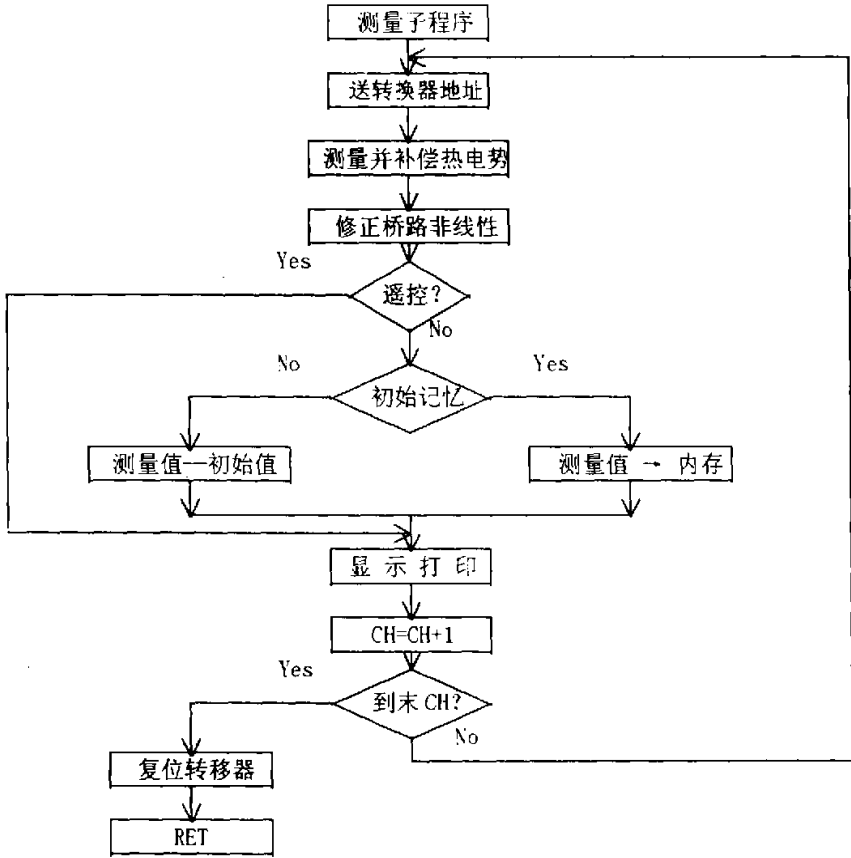 测量子程序
送转换器地址
测量并补偿热电势
修正桥路非线性
Yes
遥控?
No
No
Yes
初始记忆
测量值—初始值
测量值 → 内存
显 示 打 印
CH=CH+1
Yes
到末CH?
No
复位转移器
RET